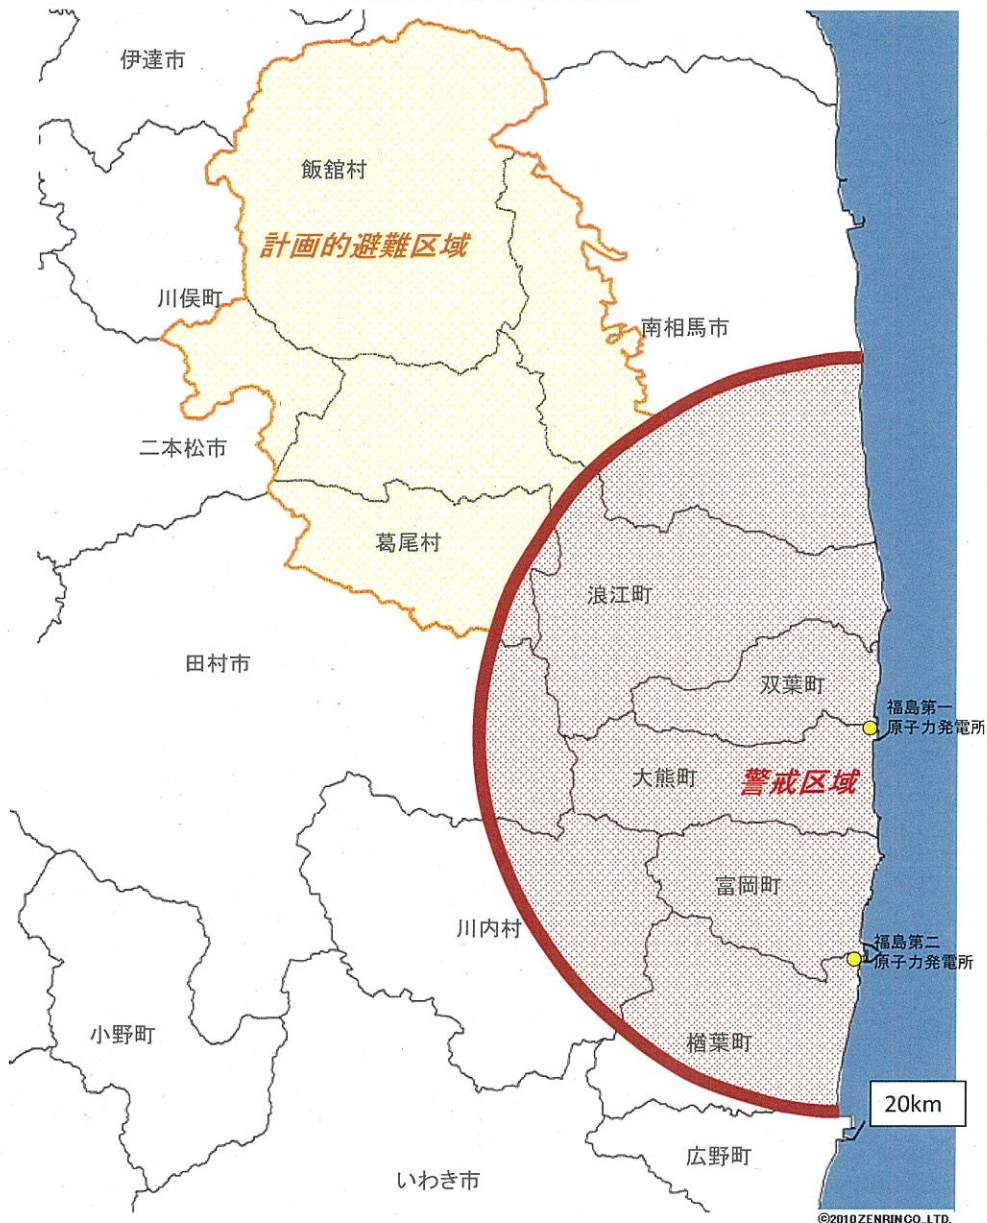 伊達市
飯舘村
計画的避難区域
川俣町
南相馬市
二本松市
葛尾村
浪江町
田村市
双葉町
福島第一
原子力発電所
大熊町
警戒区域
富岡町
川内村
福島第二
原子力発電所
小野町
楢葉町
20km
広野町
いわき市
©2010ZENRINCO.,LTD.